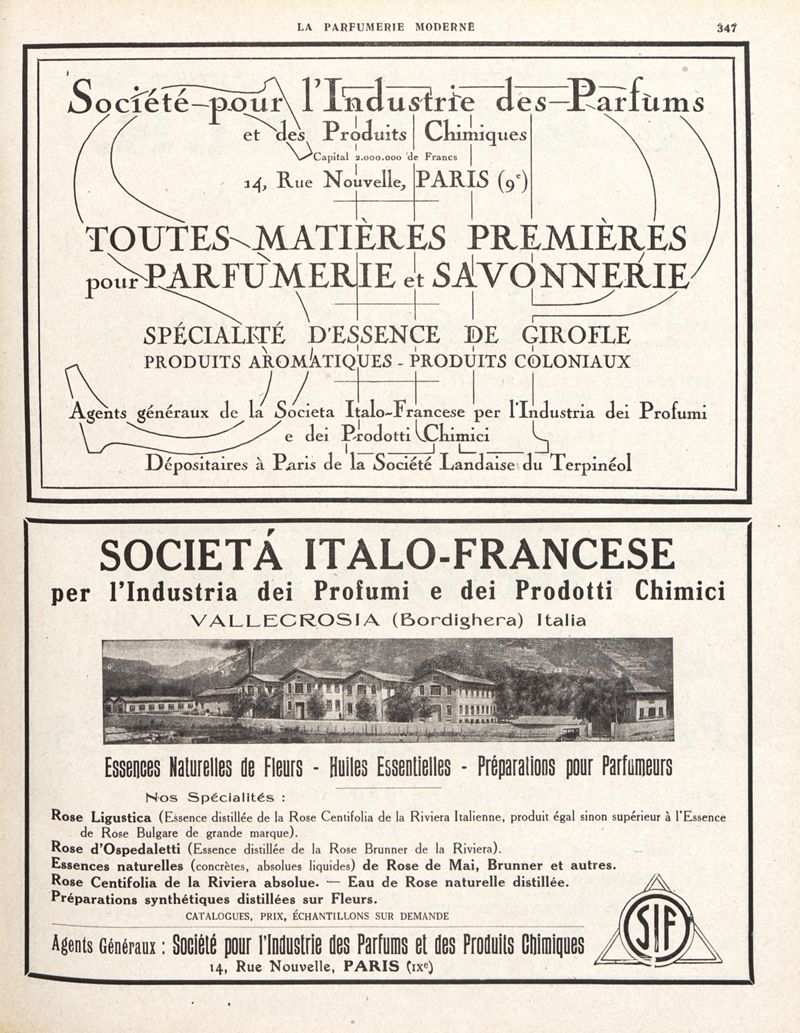 LA PARFUMERIE MODERNE
347
Société pour l'Industrie des Parfums
et des Produits Chimiques
Capital 2.000.000 de Francs
14, Rue Nouvelle, PARIS (9e)
TOUTES MATIÈRES PREMIÈRES
pour PARFUMERIE et SAVONNERIE
SPÉCIALITÉ D'ESSENCE DE GIROFLE
PRODUITS AROMATIQUES - PRODUITS COLONIAUX
Agents généraux de la Societa Italo-Francese per l'Industria dei Profumi
e dei Prodotti Chimici
Dépositaires à Paris de la Société Landaise du Terpinéol
SOCIETÁ ITALO-FRANCESE
per l'Industria dei Profumi e dei Prodotti Chimici
VALLECROSIA (Bordighera) Italia
Essences Naturelles de Fleurs - Huiles Essentielles - Préparations pour Parfumeurs
Nos Spécialités :
Rose Ligustica (Essence distillée de la Rose Centifolia de la Riviera Italienne, produit égal sinon supérieur à l'Essence
de Rose Bulgare de grande marque).
Rose d'Ospedaletti (Essence distillée de la Rose Brunner de la Riviera).
Essences naturelles (concrètes, absolues liquides) de Rose de Mai, Brunner et autres.
Rose Centifolia de la Riviera absolue. — Eau de Rose naturelle distillée.
Préparations synthétiques distillées sur Fleurs.
CATALOGUES, PRIX, ÉCHANTILLONS SUR DEMANDE
SIF
Agents Généraux : Société pour l'Industrie des Parfums et des Produits Chimiques
14, Rue Nouvelle, PARIS (IXe)